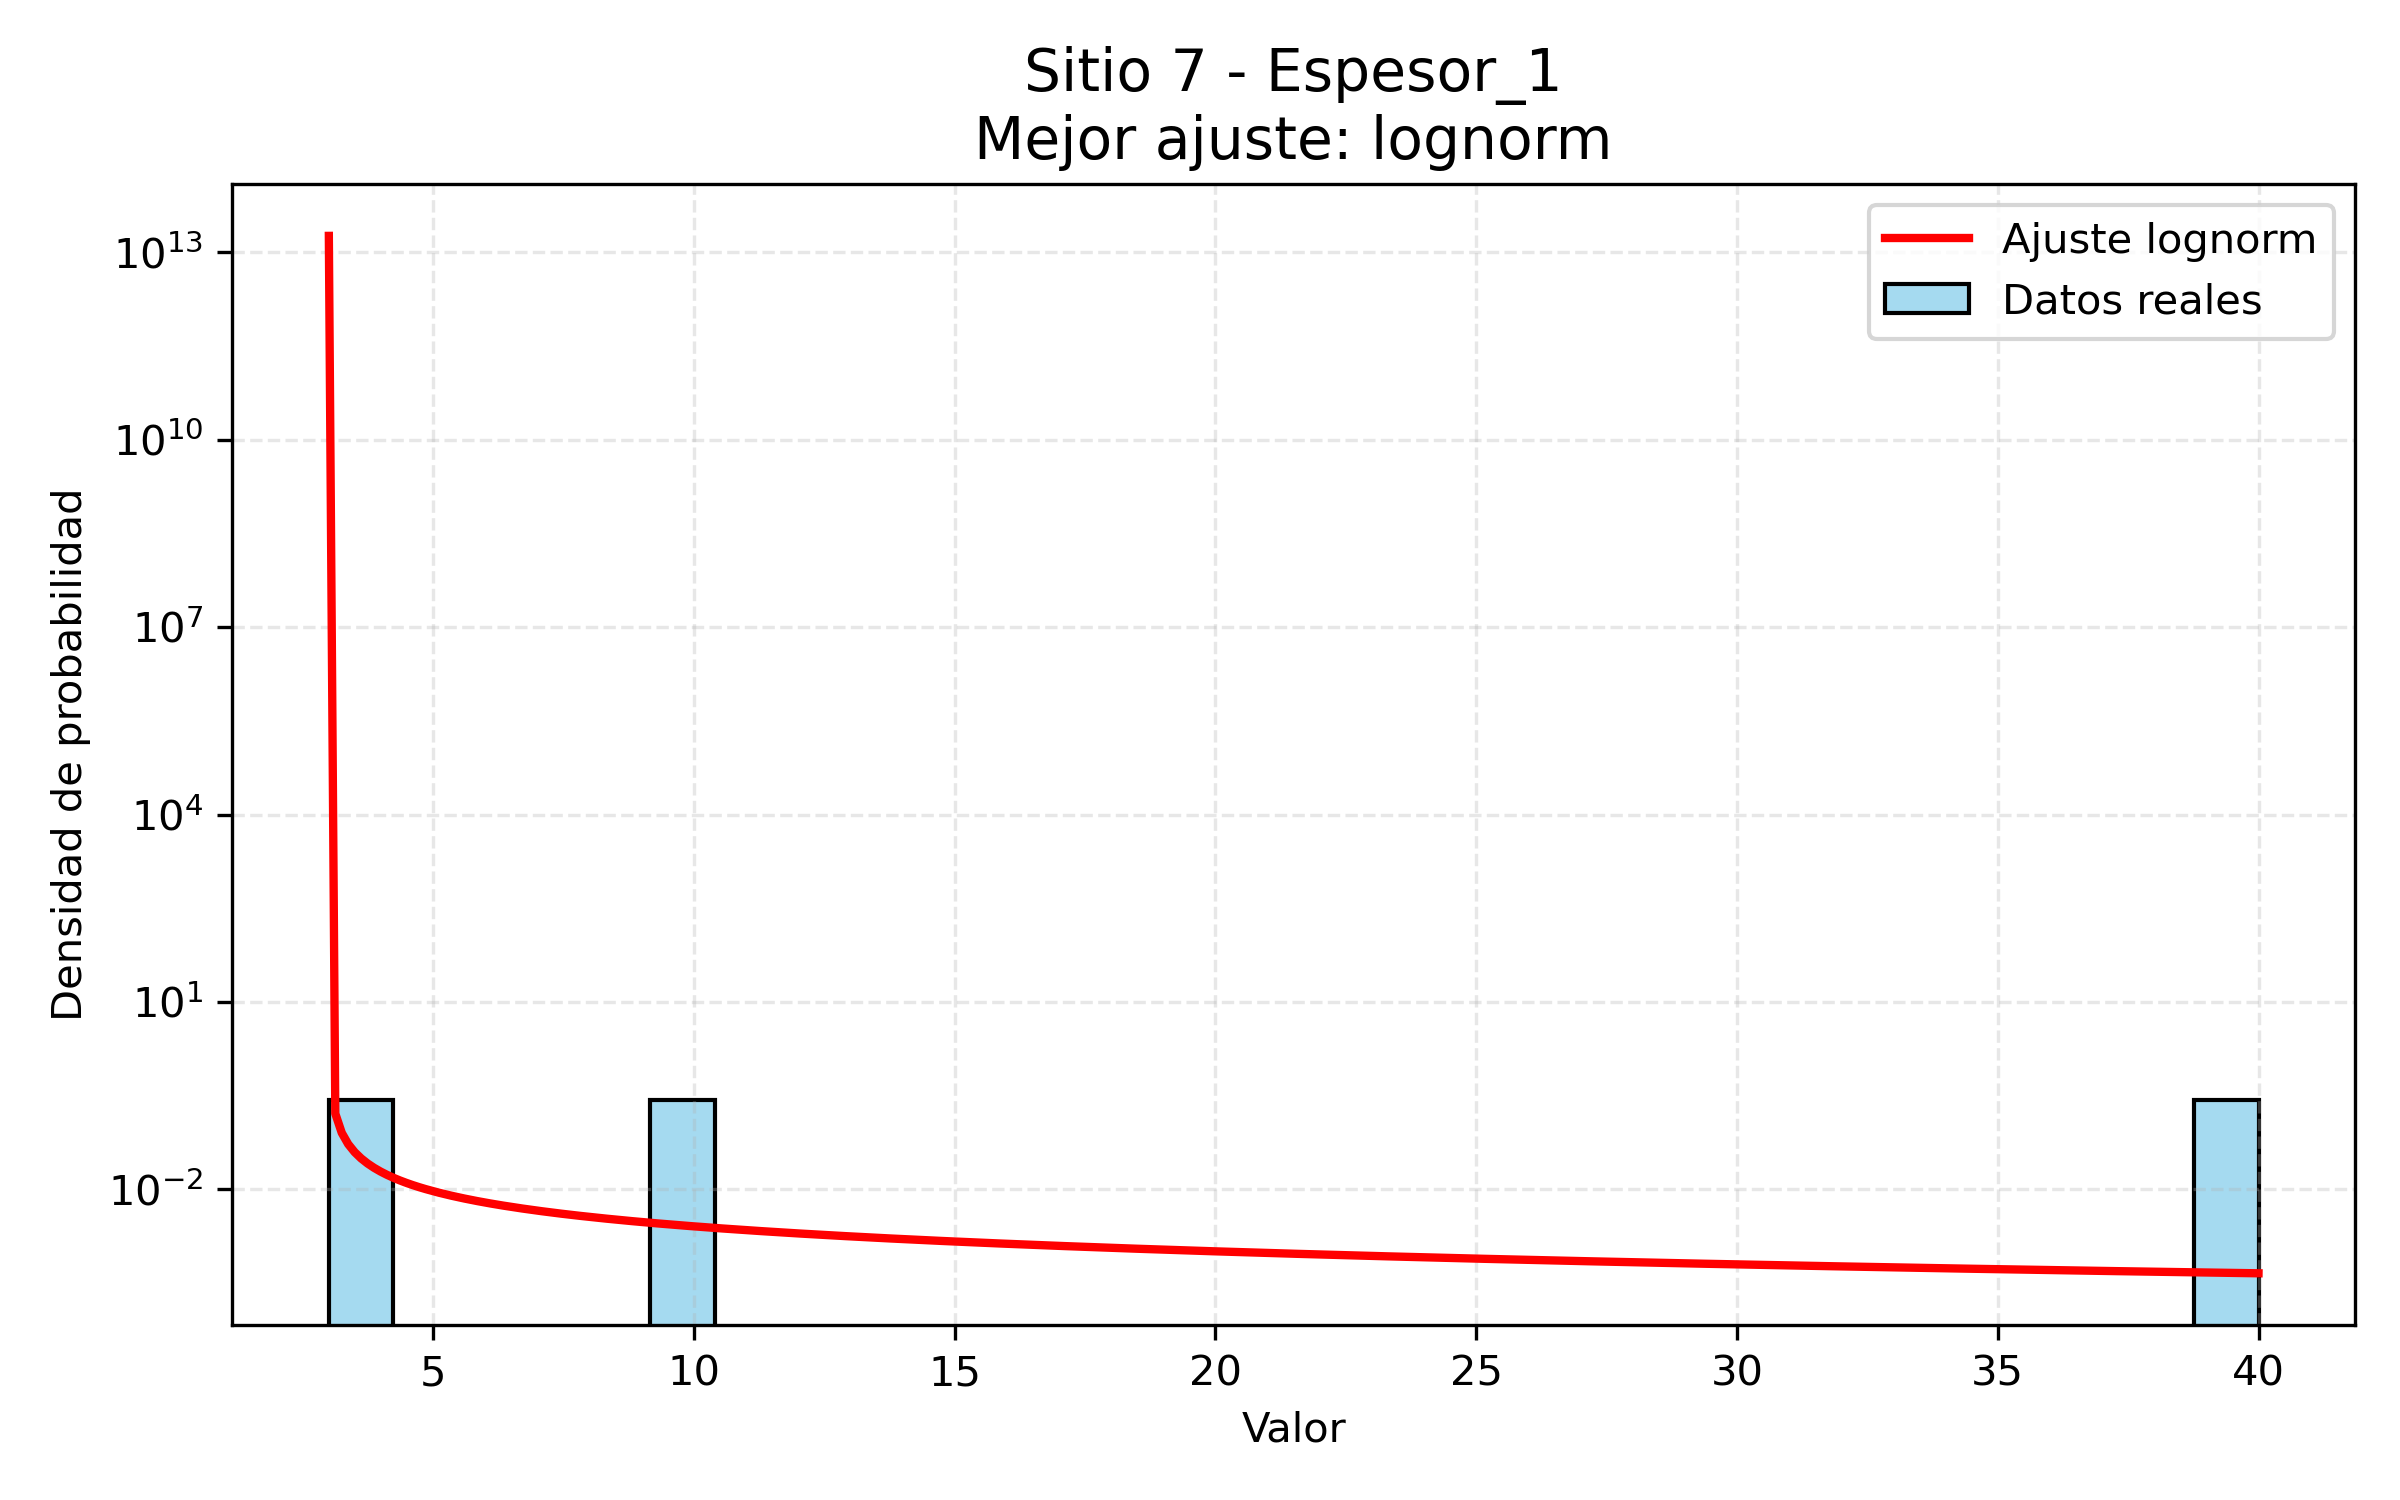 Sitio 7 - Espesor_1
Mejor ajuste: lognorm
Ajuste lognorm
Datos reales
Densidad de probabilidad
10¹³
10¹⁰
10⁷
10⁴
10¹
10⁻²
5 10 15 20 25 30 35 40
Valor